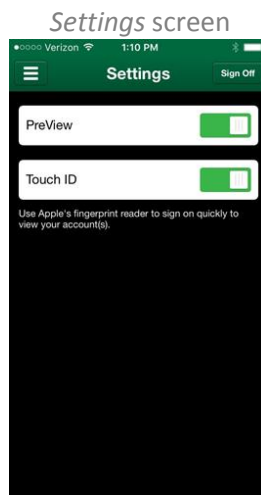 Settings screen
Verizon 1:10 PM
Settings Sign Off
PreView
Touch ID
Use Apple's fingerprint reader to sign on quickly to
view your account(s).